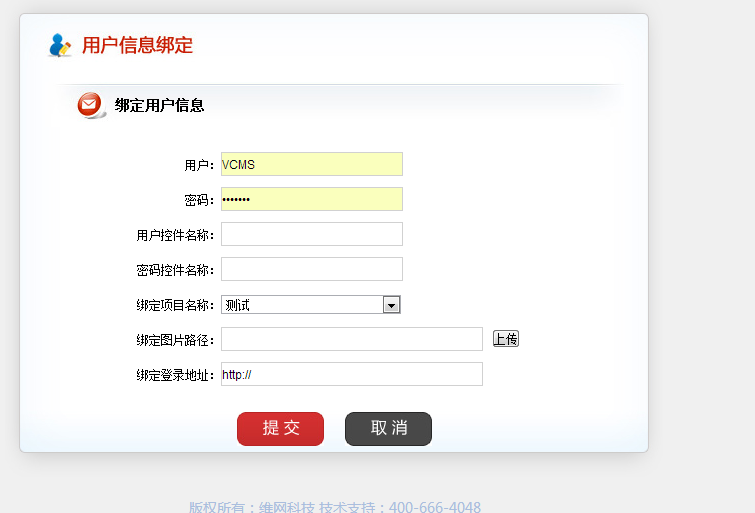 用户信息绑定
绑定用户信息
用户：VCMS
密码：•••••••
用户控件名称：
密码控件名称：
绑定项目名称：测试
绑定图片路径：上传
绑定登录地址：http://
提 交 取 消
版权所有：维网科技 技术支持：400-666-4048